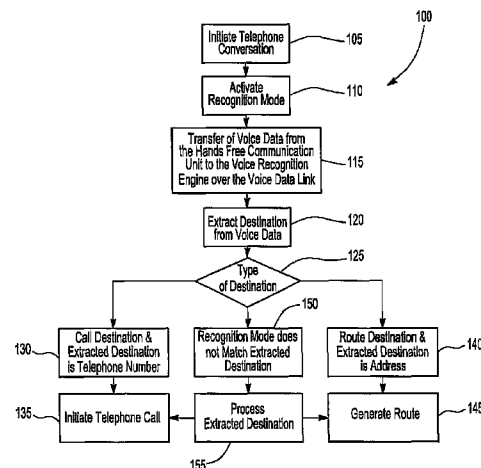 Initiate Telephone
Conversation
105
100
Activate
Recognition Mode
110
Transfer of Voice Data from
the Hands Free Communication
Unit to the Voice Recognition
Engine over the Voice Data Link
115
Extract Destination
from Voice Data
120
125
Type
of Destination
150
130
Call Destination &
Extracted Destination
is Telephone Number
Recognition Mode does
not Match Extracted
Destination
Route Destination &
Extracted Destination
is Address
140
135
Initiate Telephone Call
Process
Extracted Destination
Generate Route
145
155